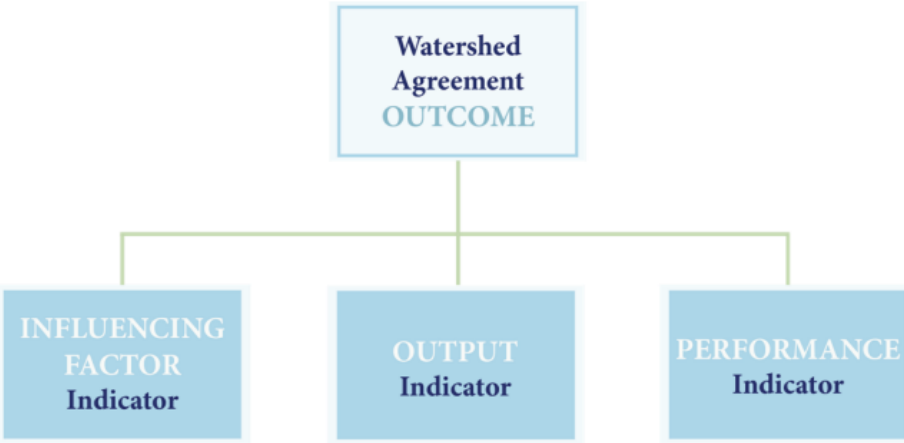 Watershed
Agreement
OUTCOME
INFLUENCING
FACTOR
Indicator
OUTPUT
Indicator
PERFORMANCE
Indicator